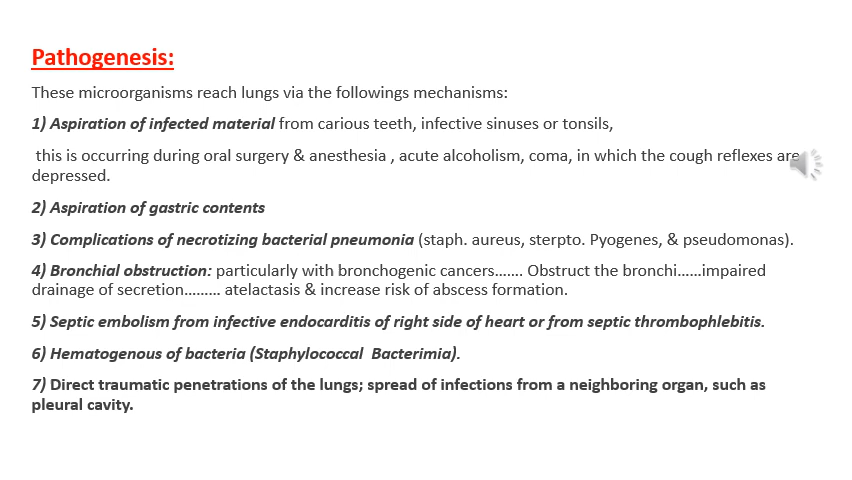 Pathogenesis:
These microorganisms reach lungs via the followings mechanisms:
1) Aspiration of infected material from carious teeth, infective sinuses or tonsils,
this is occurring during oral surgery & anesthesia , acute alcoholism, coma, in which the cough reflexes are
depressed.
2) Aspiration of gastric contents
3) Complications of necrotizing bacterial pneumonia (staph. aureus, sterpto. Pyogenes, & pseudomonas).
4) Bronchial obstruction: particularly with bronchogenic cancers……. Obstruct the bronchi……impaired
drainage of secretion……… atelactasis & increase risk of abscess formation.
5) Septic embolism from infective endocarditis of right side of heart or from septic thrombophlebitis.
6) Hematogenous of bacteria (Staphylococcal  Bacterimia).
7) Direct traumatic penetrations of the lungs; spread of infections from a neighboring organ, such as
pleural cavity.